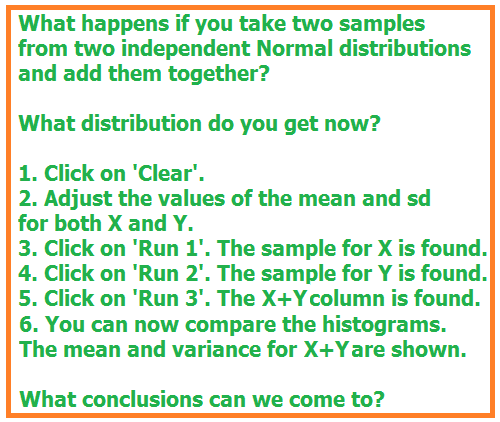 What happens if you take two samples
from two independent Normal distributions
and add them together?
What distribution do you get now?
1. Click on 'Clear'.
2. Adjust the values of the mean and sd
for both X and Y.
3. Click on 'Run 1'. The sample for X is found.
4. Click on 'Run 2'. The sample for Y is found.
5. Click on 'Run 3'. The X+Y column is found.
6. You can now compare the histograms.
The mean and variance for X+Y are shown.
What conclusions can we come to?